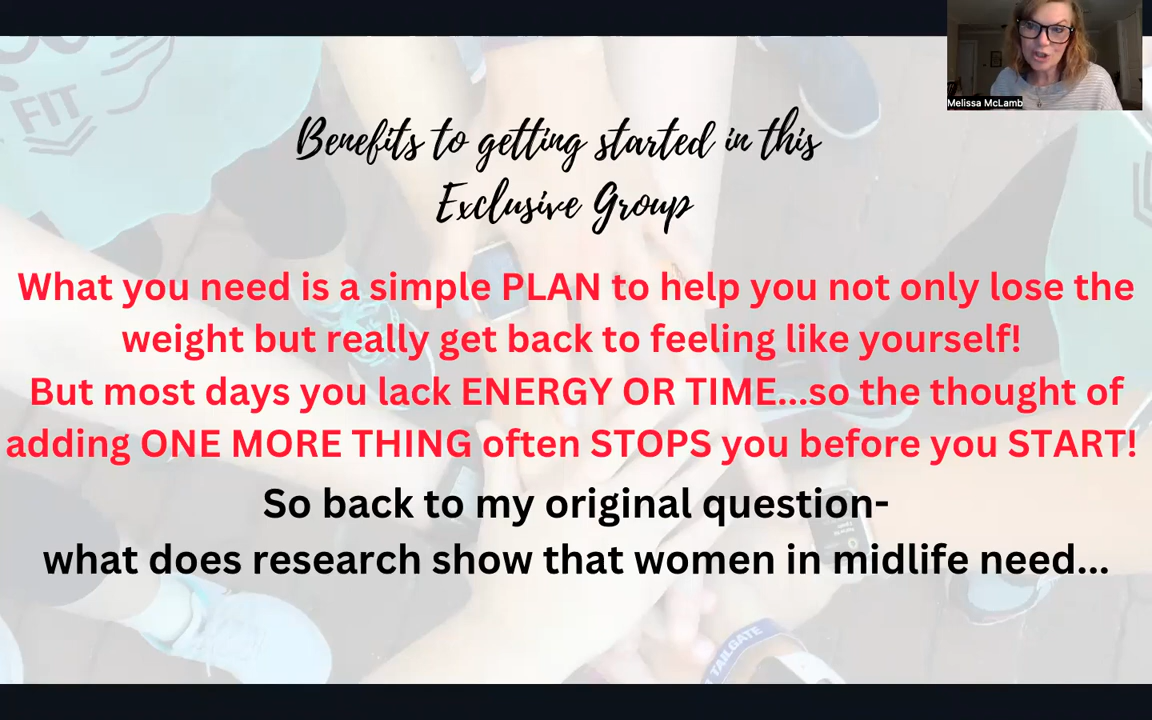 Melissa McLamb
FIT
Benefits to getting started in this
Exclusive Group
What you need is a simple PLAN to help you not only lose the
weight but really get back to feeling like yourself!
But most days you lack ENERGY OR TIME...so the thought of
adding ONE MORE THING often STOPS you before you START!
So back to my original question-
what does research show that women in midlife need...
TAILGATE